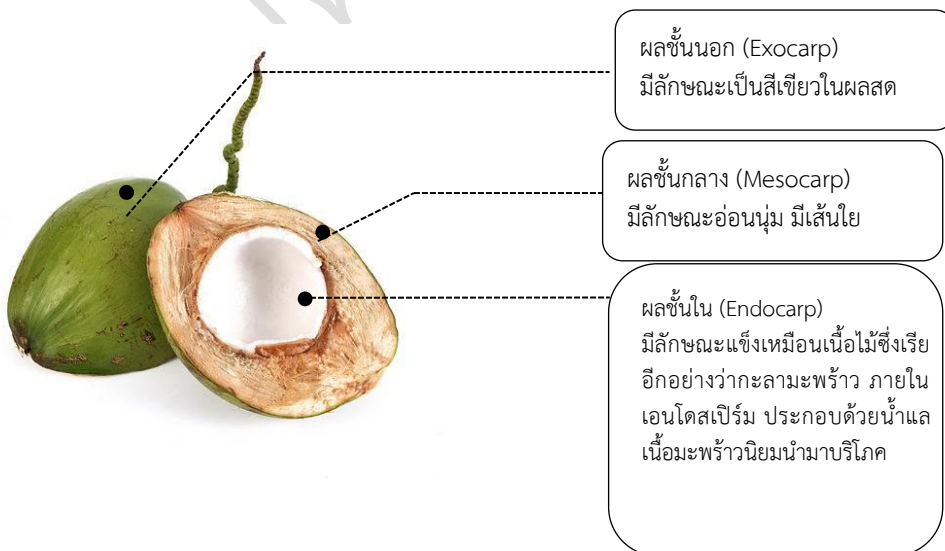 ผลชั้นนอก (Exocarp)
มีลักษณะเป็นสีเขียวในผลสด
ผลชั้นกลาง (Mesocarp)
มีลักษณะอ่อนนุ่ม มีเส้นใย
ผลชั้นใน (Endocarp)
มีลักษณะแข็งเหมือนเนื้อไม้ซึ่งเรีย
อีกอย่างว่ากะลามะพร้าว ภายใน
เอนโดสเปิร์ม ประกอบด้วยน้ำแล
เนื้อมะพร้าวนิยมนำมาบริโภค